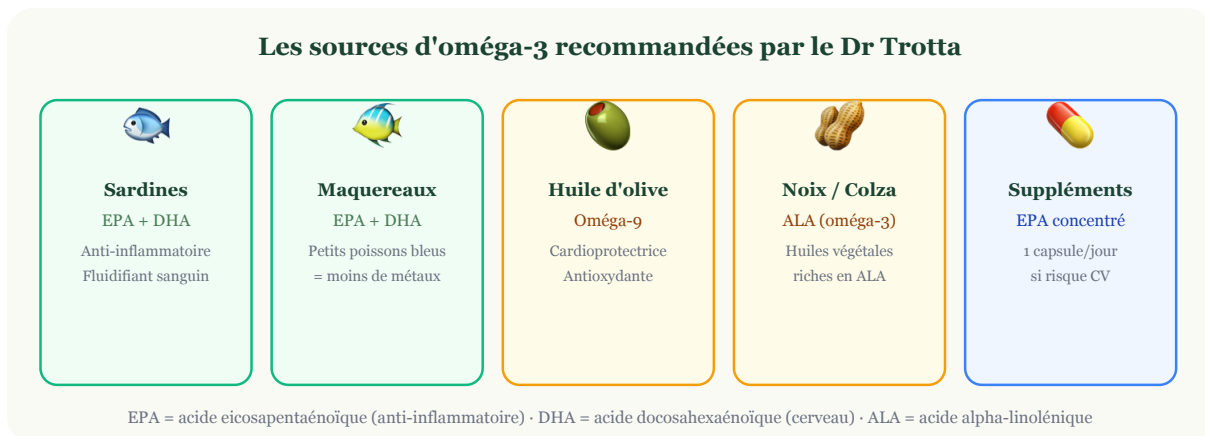 Les sources d'oméga-3 recommandées par le Dr Trotta
Sardines
EPA + DHA
Anti-inflammatoire
Fluidifiant sanguin
Maquereaux
EPA + DHA
Petits poissons bleus
= moins de métaux
Huile d'olive
Oméga-9
Cardioprotectrice
Antioxydante
Noix / Colza
ALA (oméga-3)
Huiles végétales
riches en ALA
Suppléments
EPA concentré
1 capsule/jour
si risque CV
EPA = acide eicosapentaénoïque (anti-inflammatoire) · DHA = acide docosahexaénoïque (cerveau) · ALA = acide alpha-linolénique